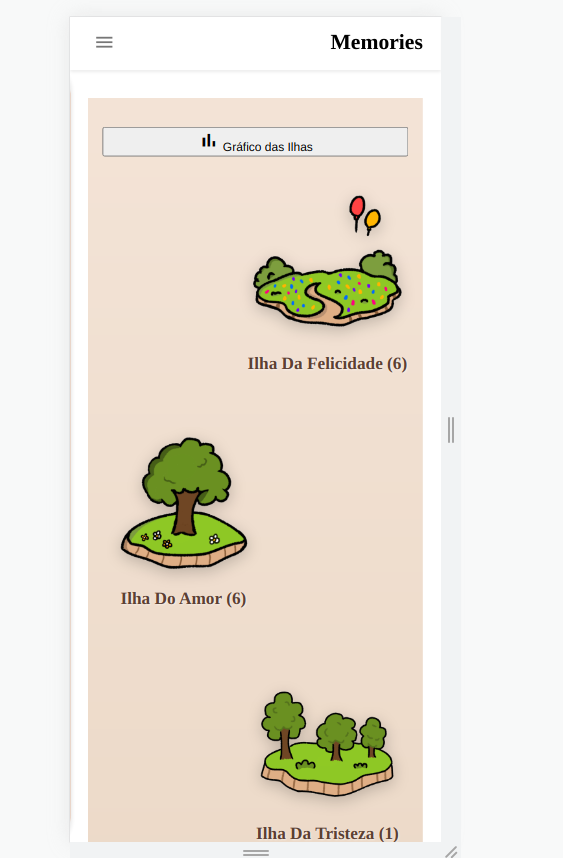 Memories
Gráfico das Ilhas
Ilha Da Felicidade (6)
Ilha Do Amor (6)
Ilha Da Tristeza (1)